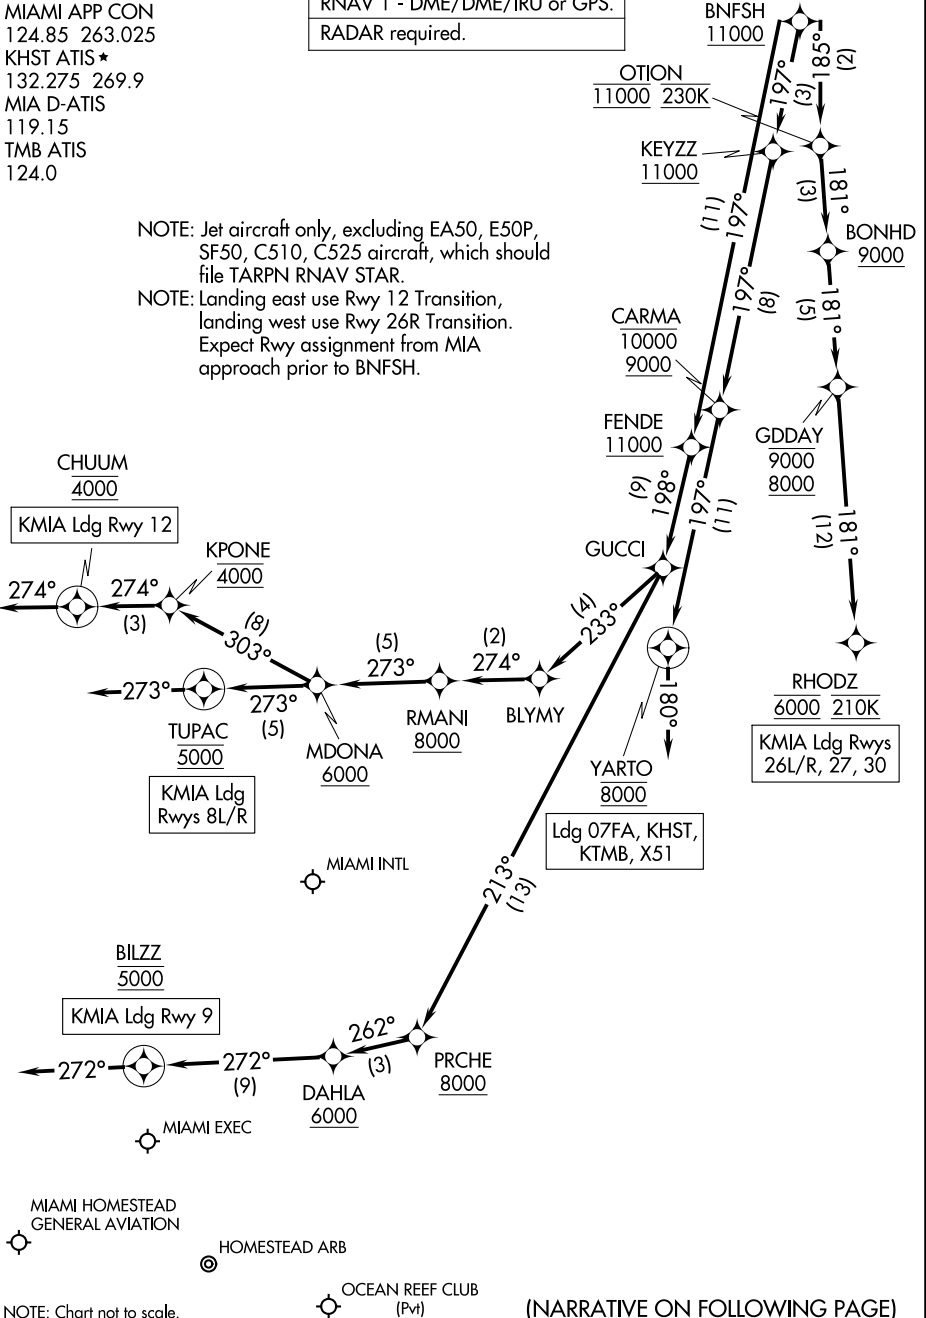 MIAMI APP CON
124.85 263.025
KHST ATIS★
132.275 269.9
MIA D-ATIS
119.15
TMB ATIS
124.0
RNAV 1 - DME/DME/IRU or GPS.
RADAR required.
BNFSH
11000
197°
(3)
185°
(2)
OTION
11000 230K
KEYZZ
11000
181°
(3)
BONHD
9000
(11)
197°
197°
(8)
181°
(5)
NOTE: Jet aircraft only, excluding EA50, E50P,
SF50, C510, C525 aircraft, which should
file TARPN RNAV STAR.
NOTE: Landing east use Rwy 12 Transition,
landing west use Rwy 26R Transition.
Expect Rwy assignment from MIA
approach prior to BNFSH.
CARMA
10000
9000
FENDE
11000
GDDAY
9000
8000
(9)
198°
197°
(11)
181°
(12)
CHUUM
4000
KMIA Ldg Rwy 12
KPONE
4000
GUCCI
274°
274°
(3)
(8)
303°
(4)
233°
(5)
273°
(2)
274°
273°
273°
(5)
TUPAC
5000
KMIA Ldg
Rwys 8L/R
MDONA
6000
RMANI
8000
BLYMY
180°
YARTO
8000
Ldg 07FA, KHST,
KTMB, X51
RHODZ
6000 210K
KMIA Ldg Rwys
26L/R, 27, 30
MIAMI INTL
213°
(13)
BILZZ
5000
KMIA Ldg Rwy 9
272°
272°
(9)
262°
(3)
DAHLA
6000
PRCHE
8000
MIAMI EXEC
MIAMI HOMESTEAD
GENERAL AVIATION
HOMESTEAD ARB
OCEAN REEF CLUB
(Pvt)
NOTE: Chart not to scale.
(NARRATIVE ON FOLLOWING PAGE)